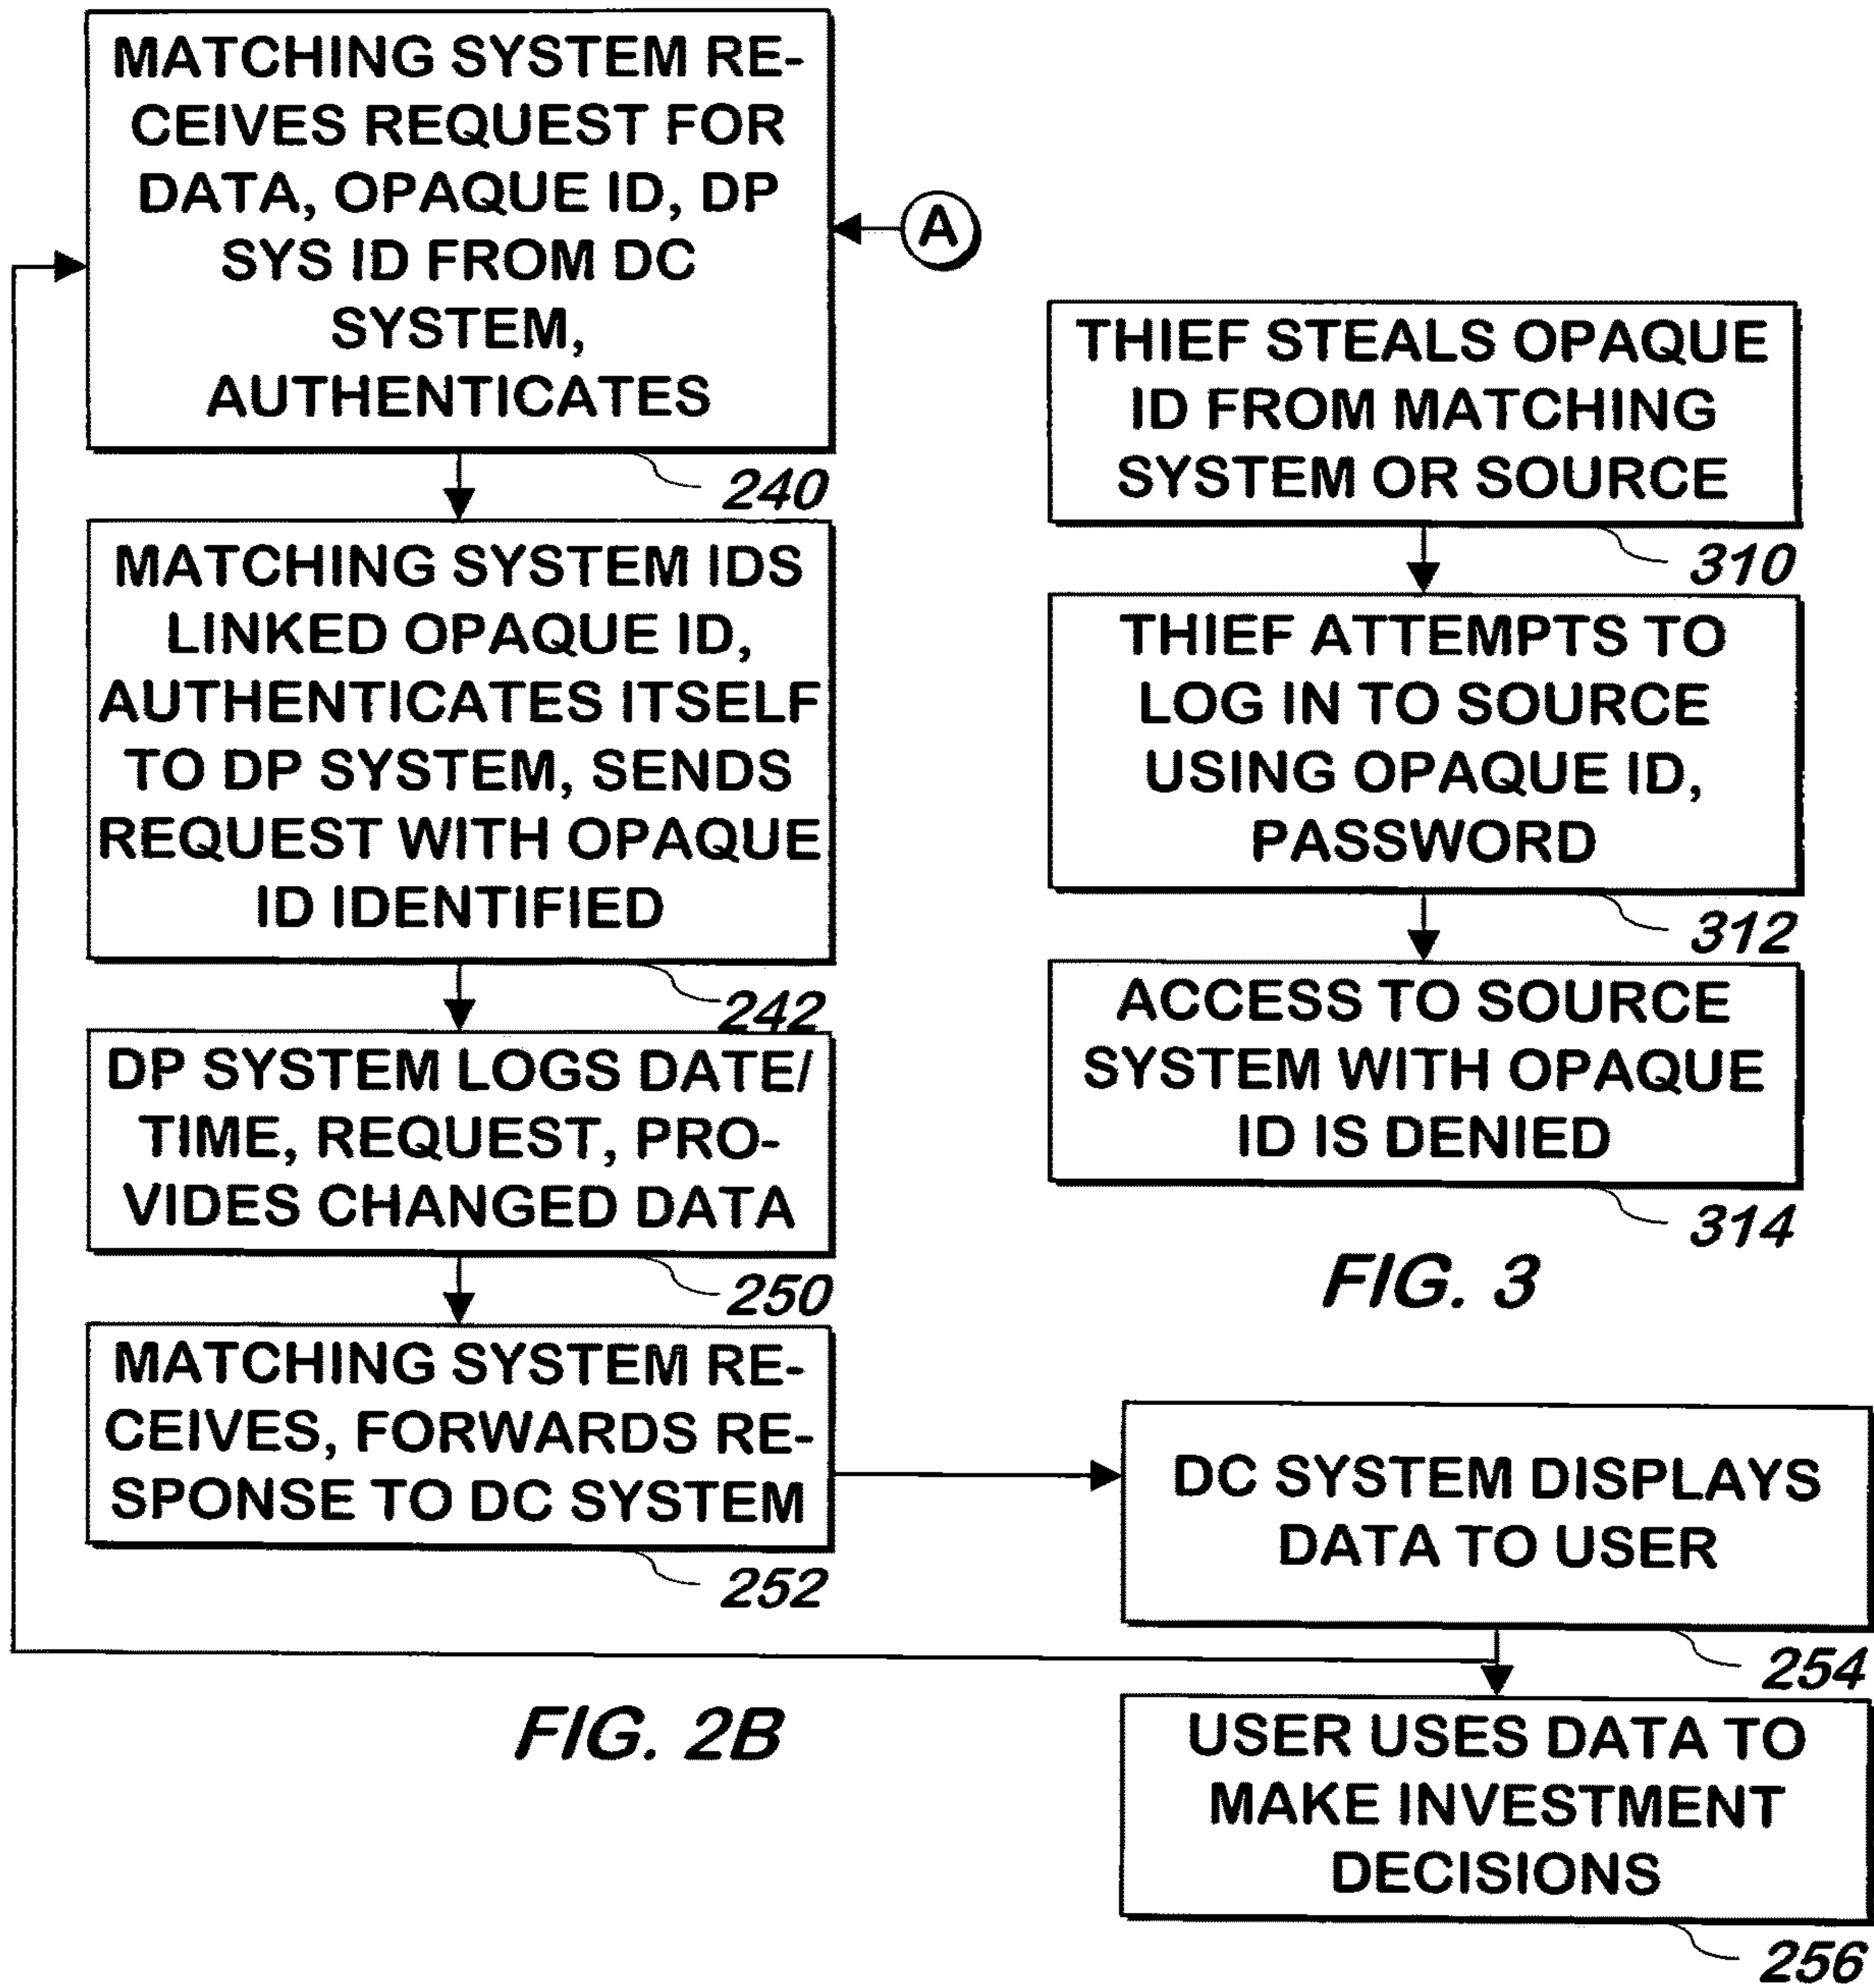 MATCHING SYSTEM RE-
CEIVES REQUEST FOR
DATA, OPAQUE ID, DP
SYS ID FROM DC
SYSTEM,
AUTHENTICATES
240
A
MATCHING SYSTEM IDS
LINKED OPAQUE ID,
AUTHENTICATES ITSELF
TO DP SYSTEM, SENDS
REQUEST WITH OPAQUE
ID IDENTIFIED
242
DP SYSTEM LOGS DATE/
TIME, REQUEST, PRO-
VIDES CHANGED DATA
250
MATCHING SYSTEM RE-
CEIVES, FORWARDS RE-
SPONSE TO DC SYSTEM
252
DC SYSTEM DISPLAYS
DATA TO USER
254
USER USES DATA TO
MAKE INVESTMENT
DECISIONS
256
FIG. 2B
THIEF STEALS OPAQUE
ID FROM MATCHING
SYSTEM OR SOURCE
310
THIEF ATTEMPTS TO
LOG IN TO SOURCE
USING OPAQUE ID,
PASSWORD
312
ACCESS TO SOURCE
SYSTEM WITH OPAQUE
ID IS DENIED
314
FIG. 3